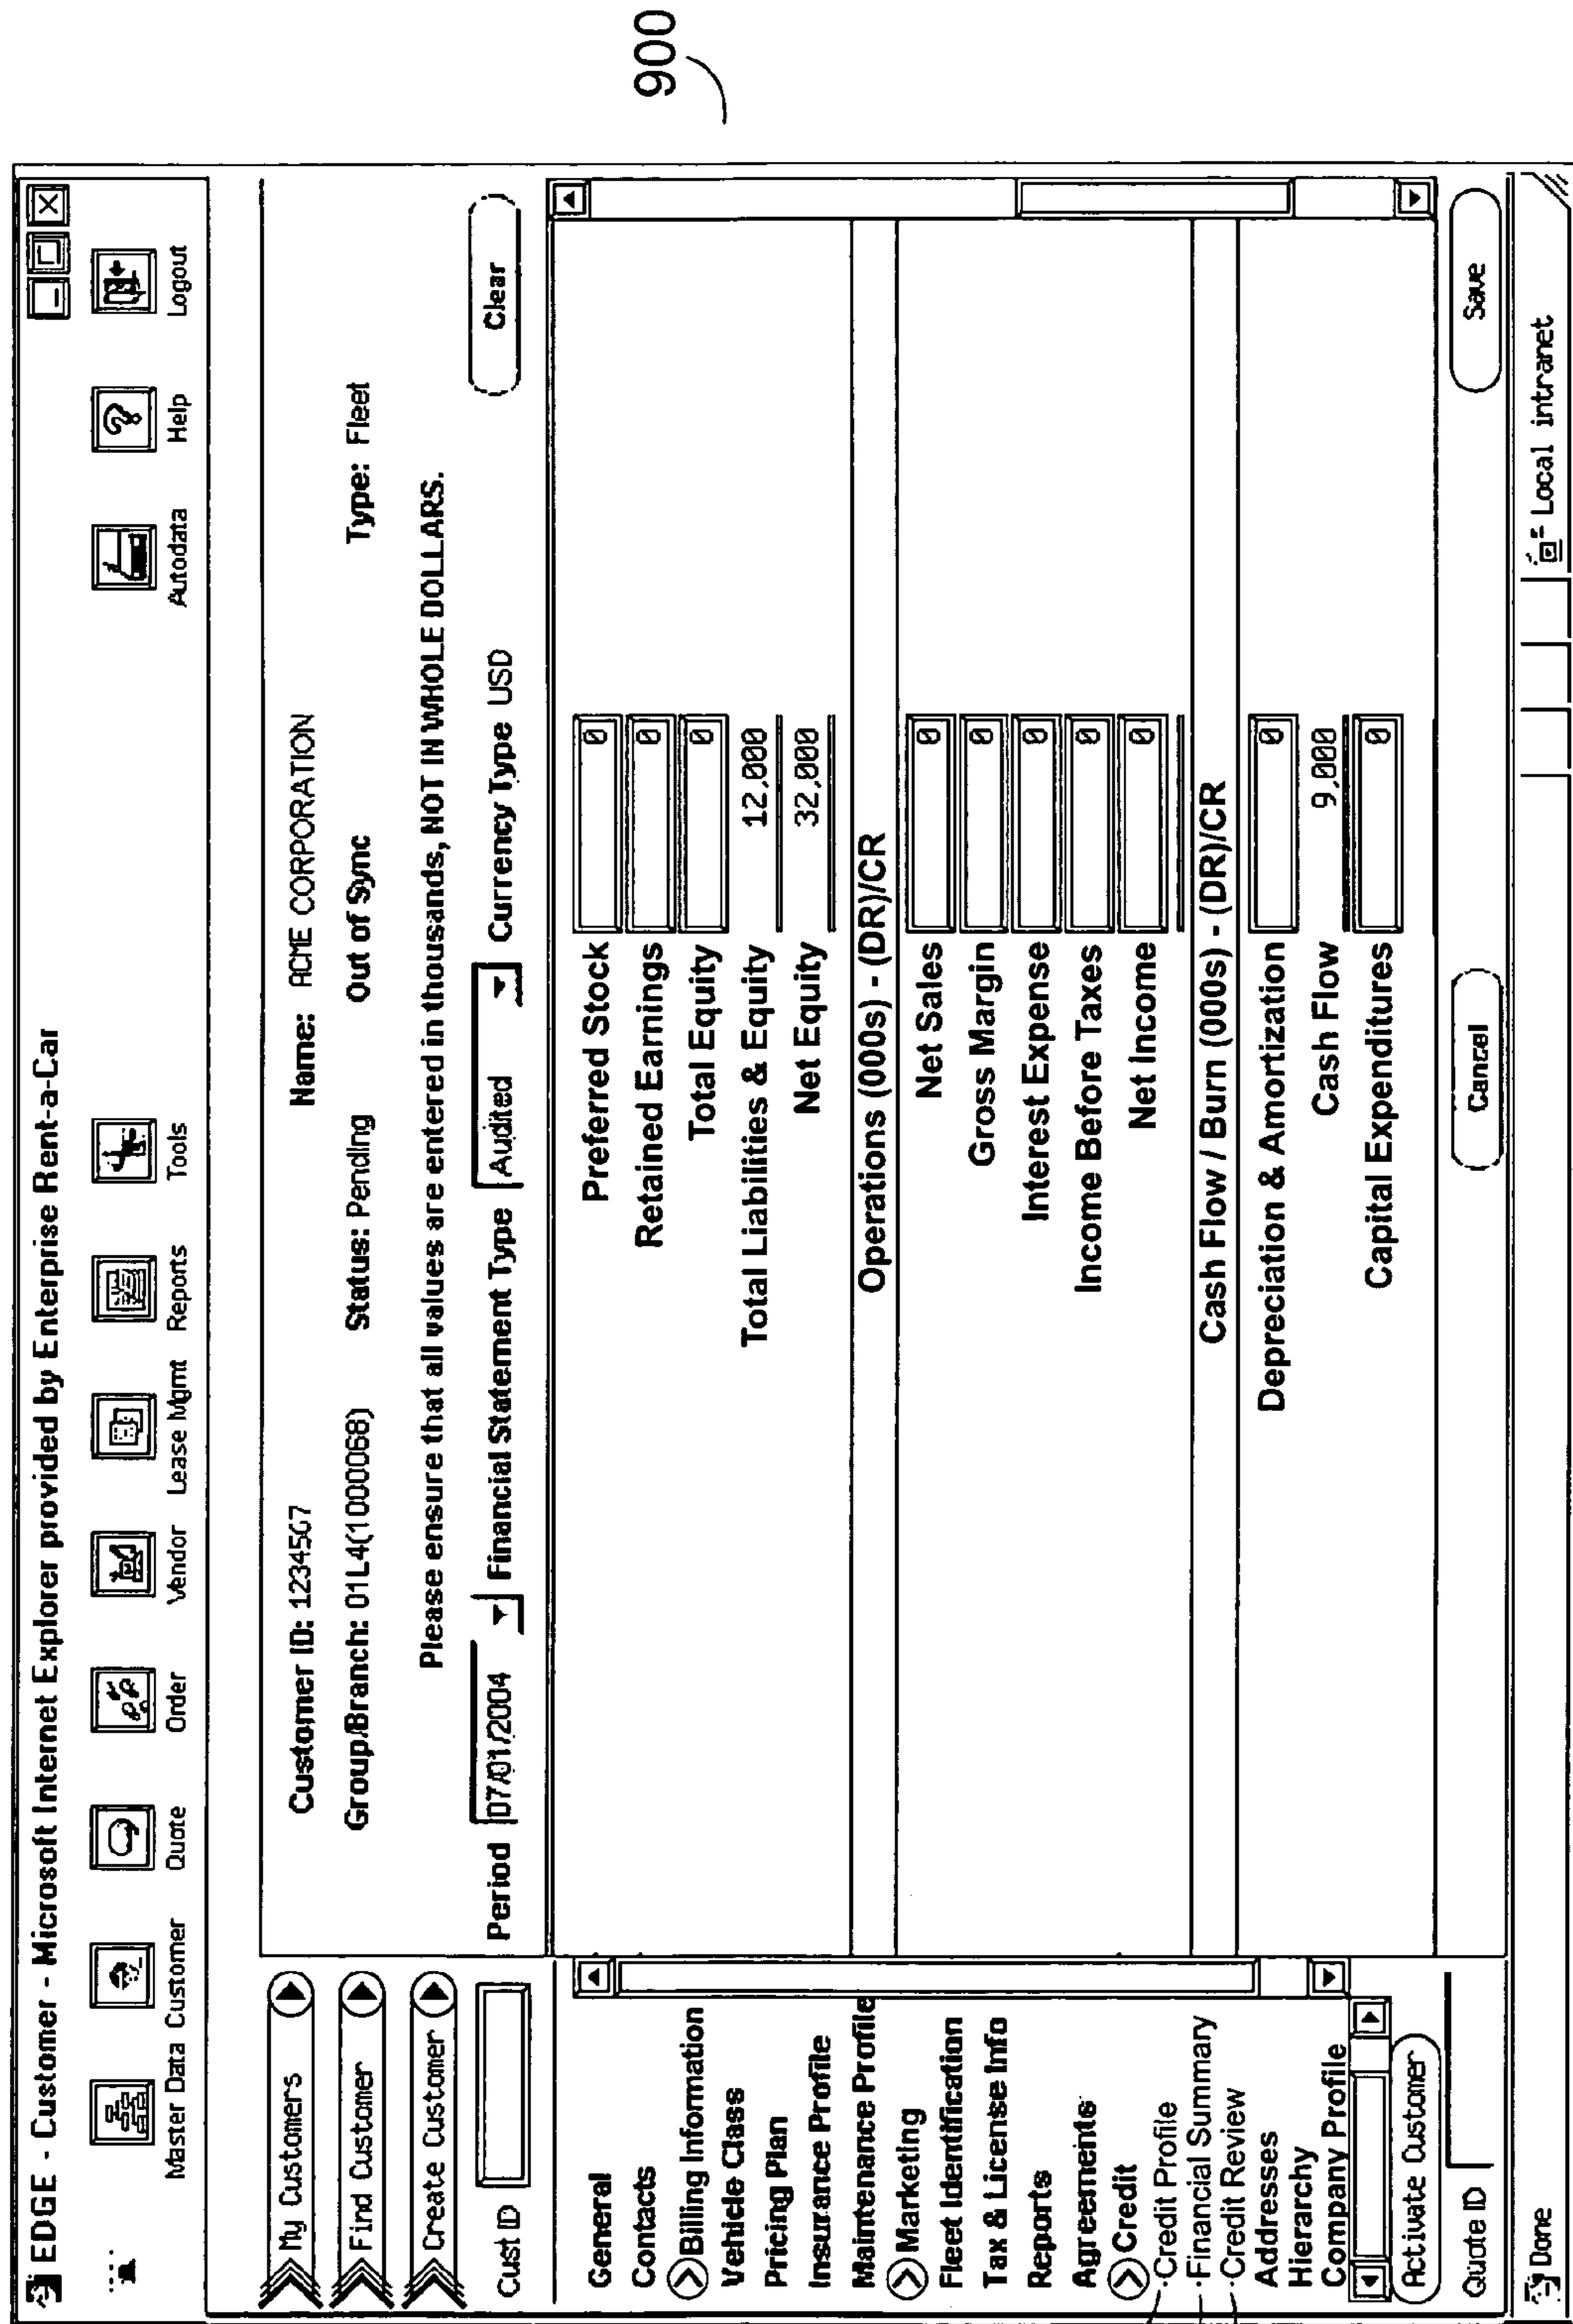 EDGE - Customer - Microsoft Internet Explorer provided by Enterprise Rent-a-Car
Master Data Customer Quote Order Vendor Lease Mgmt Reports Tools Autodata Help Logout
My Customers
Find Customer
Create Customer
Cust ID
General
Contacts
Billing Information
Vehicle Class
Pricing Plan
Insurance Profile
Maintenance Profile
Marketing
Fleet Identification
Tax & License Info
Reports
Agreements
Credit
Credit Profile
Financial Summary
Credit Review
Addresses
Hierarchy
Company Profile
Activate Customer
Quote ID
Customer ID: 1234567 Name: ACME CORPORATION
Group/Branch: 01L4(1000068) Status: Pending Out of Sync Type: Fleet
Please ensure that all values are entered in thousands, NOT IN WHOLE DOLLARS.
Period 07/01/2004 Financial Statement Type Audited Currency Type USD Clear
Preferred Stock 0
Retained Earnings 0
Total Equity 0
Total Liabilities & Equity 12,000
Net Equity 32,000
Operations (000s) - (DR)/CR
Net Sales 0
Gross Margin 0
Interest Expense 0
Income Before Taxes 0
Net Income 0
Cash Flow / Burn (000s) - (DR)/CR
Depreciation & Amortization 0
Cash Flow 9,000
Capital Expenditures 0
Cancel Save
Done Local intranet
900